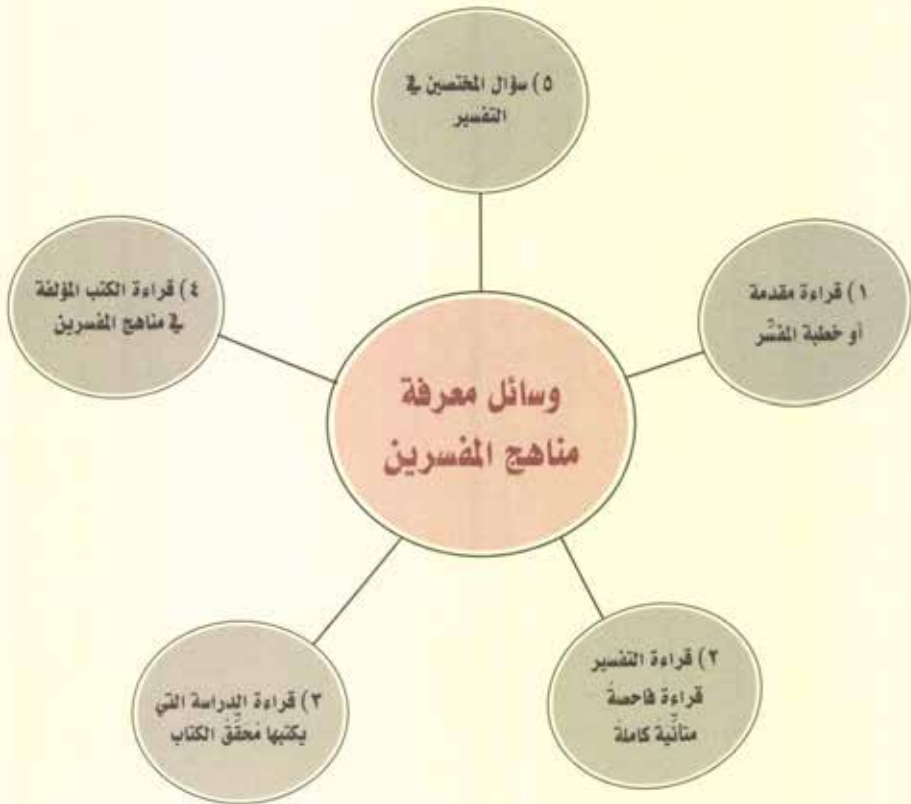 وسائل معرفة
مناهج المفسرين
١) قراءة مقدمة
أو خطبة المفسِّر
٢) قراءة التفسير
قراءة فاحصة
متأنِّية كاملة
٣) قراءة الدراسة التي
يكتبها مُحقِّقُ الكتاب
٤) قراءة الكتب المؤلفة
في مناهج المفسرين
٥) سؤال المختصين في
التفسير